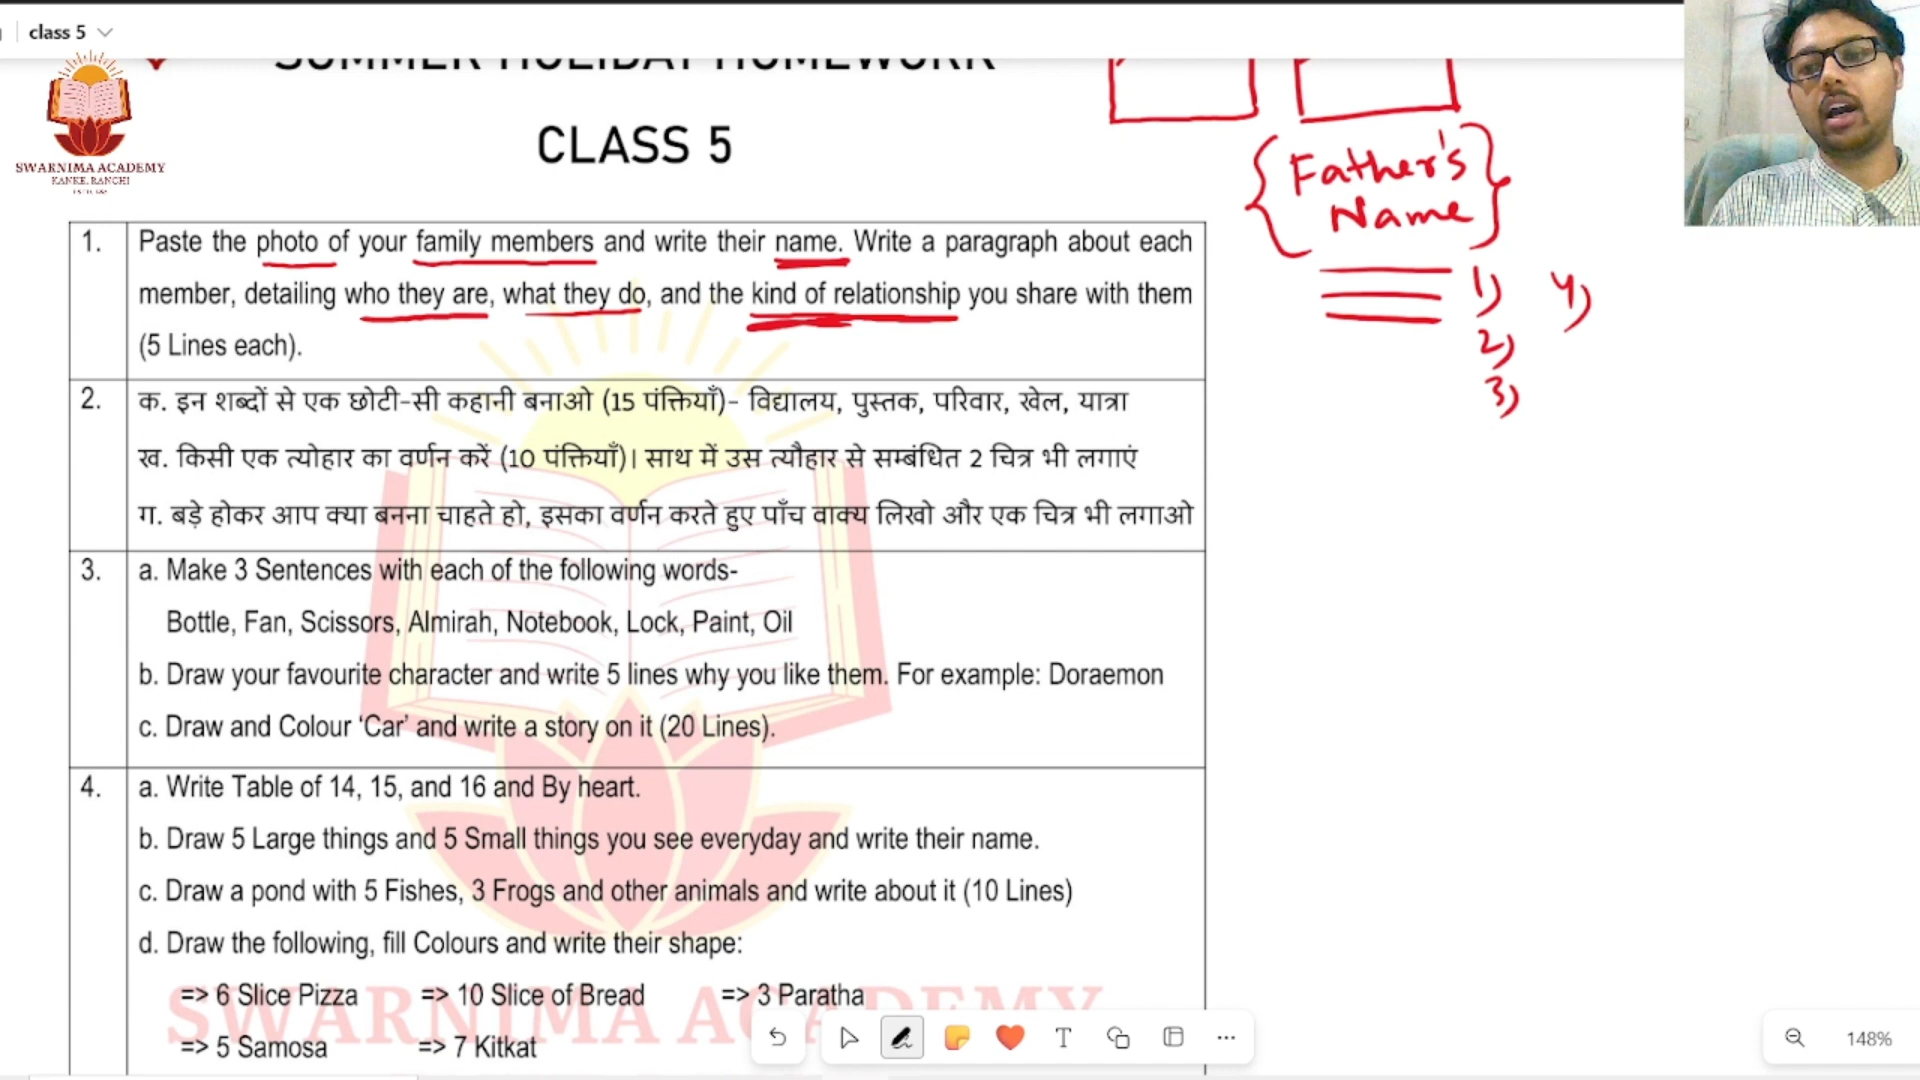 class 5
SUMMER HOLIDAY HOMEWORK
CLASS 5
SWARNIMA ACADEMY
KANKE, RANCHI
1. Paste the photo of your family members and write their name. Write a paragraph about each
member, detailing who they are, what they do, and the kind of relationship you share with them
(5 Lines each).
2. क. इन शब्दों से एक छोटी-सी कहानी बनाओ (15 पंक्तियाँ)- विद्यालय, पुस्तक, परिवार, खेल, यात्रा
ख. किसी एक त्योहार का वर्णन करें (10 पंक्तियाँ)। साथ में उस त्यौहार से सम्बंधित 2 चित्र भी लगाएं
ग. बड़े होकर आप क्या बनना चाहते हो, इसका वर्णन करते हुए पाँच वाक्य लिखो और एक चित्र भी लगाओ
3. a. Make 3 Sentences with each of the following words-
Bottle, Fan, Scissors, Almirah, Notebook, Lock, Paint, Oil
b. Draw your favourite character and write 5 lines why you like them. For example: Doraemon
c. Draw and Colour ‘Car’ and write a story on it (20 Lines).
4. a. Write Table of 14, 15, and 16 and By heart.
b. Draw 5 Large things and 5 Small things you see everyday and write their name.
c. Draw a pond with 5 Fishes, 3 Frogs and other animals and write about it (10 Lines)
d. Draw the following, fill Colours and write their shape:
=> 6 Slice Pizza => 10 Slice of Bread => 3 Paratha
=> 5 Samosa => 7 Kitkat
SWARNIMA ACADEMY
Father's
Name
1) 4)
2)
3)
T
148%